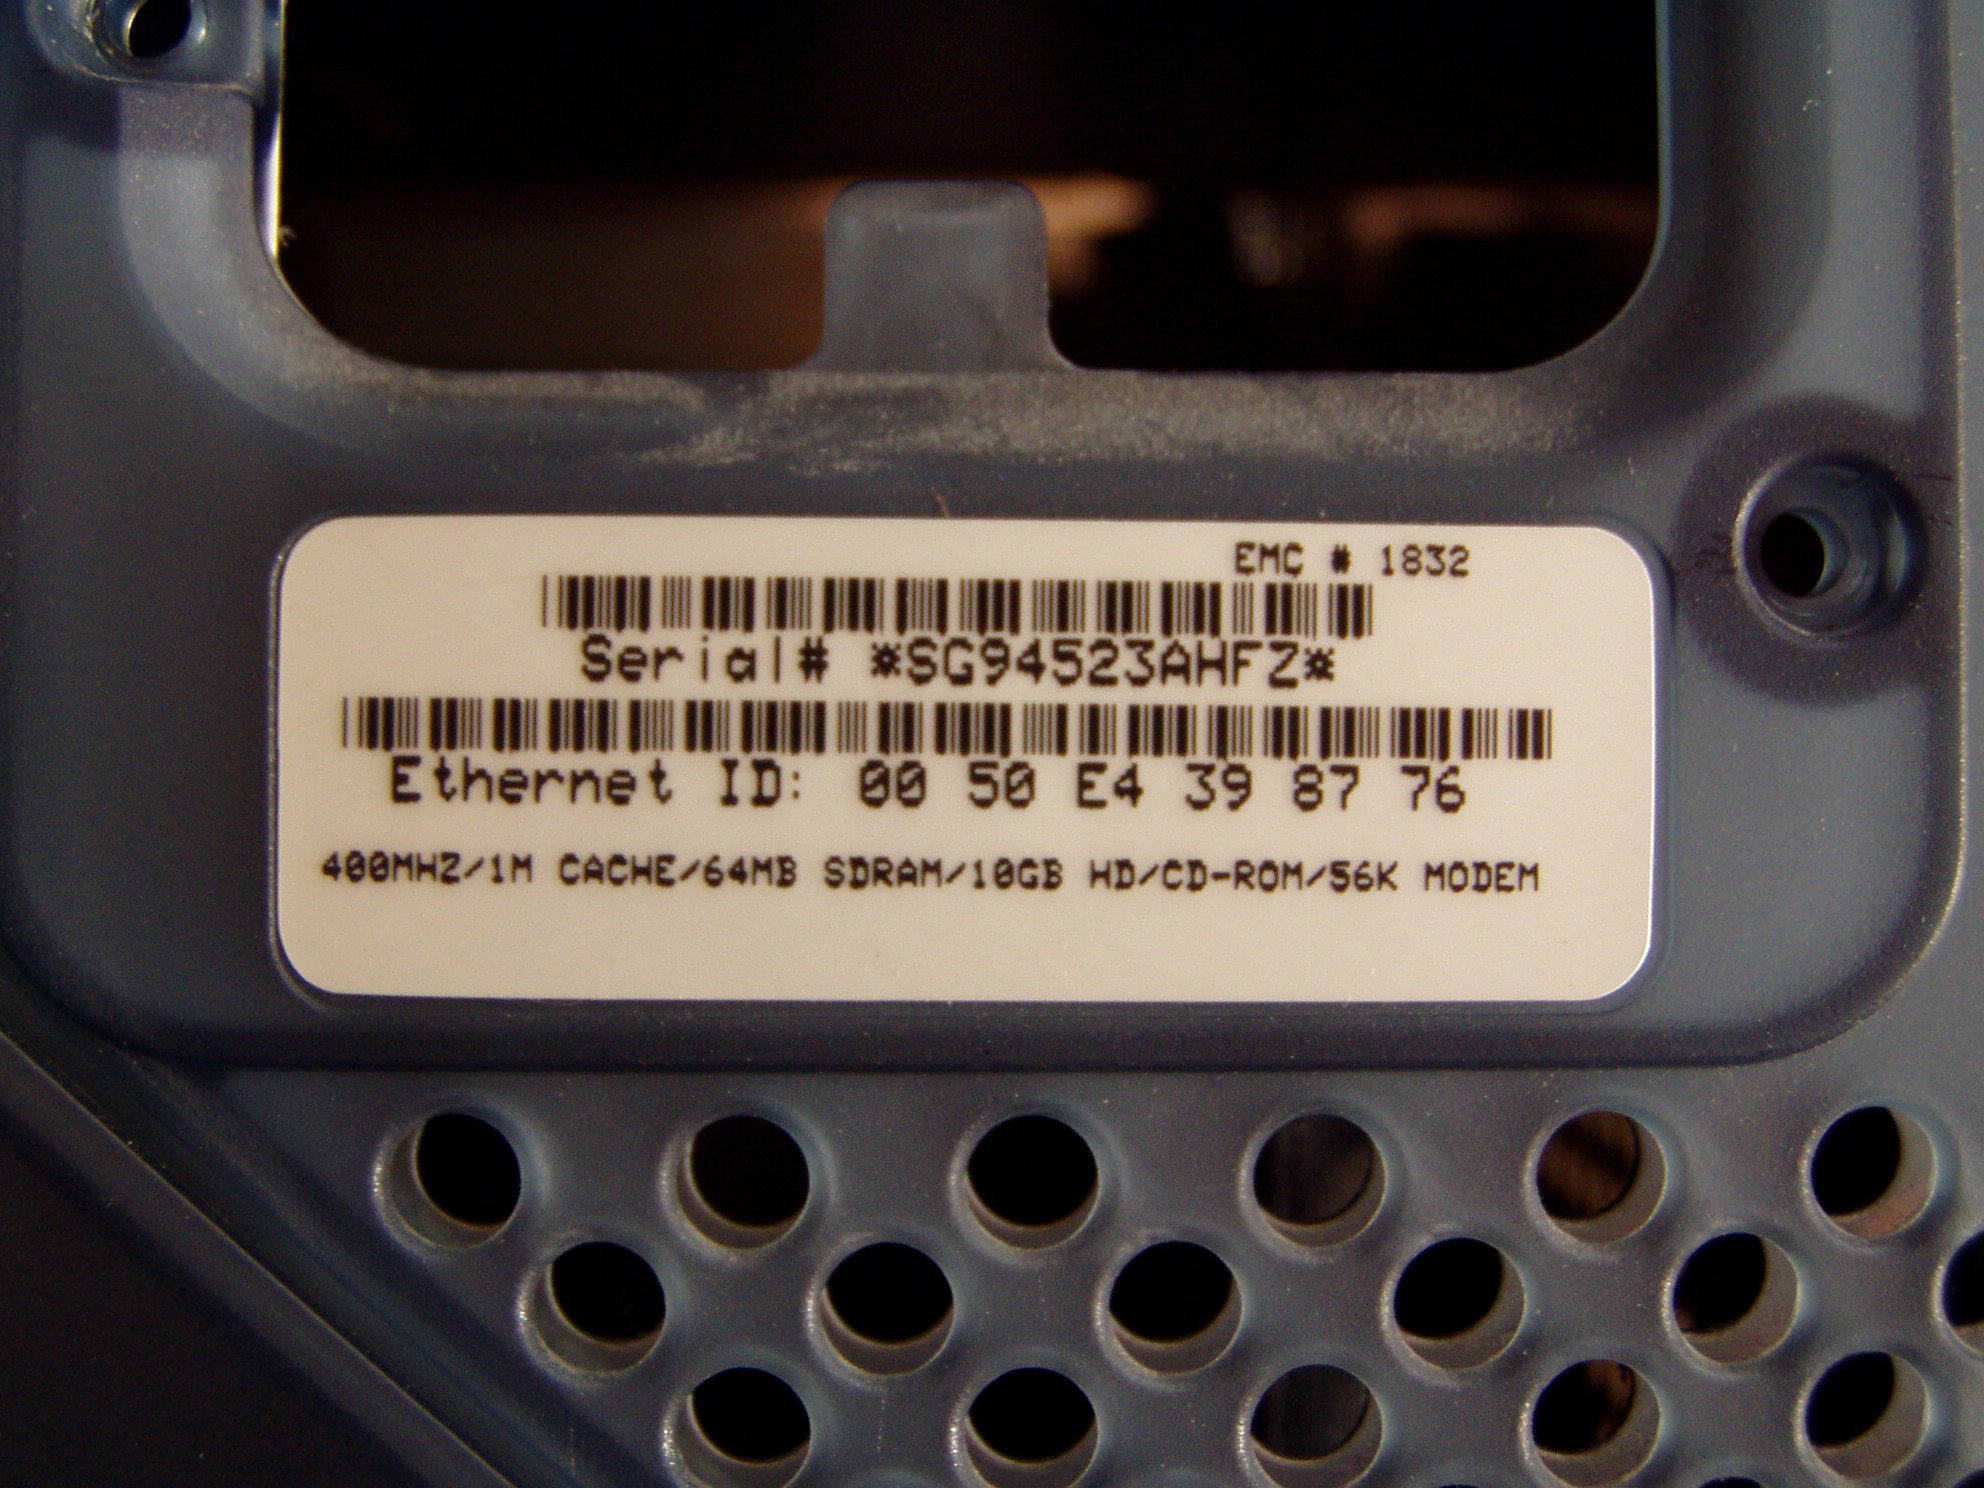 EMC # 1832
Serial# *SG94523AHFZ*
Ethernet ID: 00 50 E4 39 87 76
400MHZ/1M CACHE/64MB SDRAM/10GB HD/CD-ROM/56K MODEM